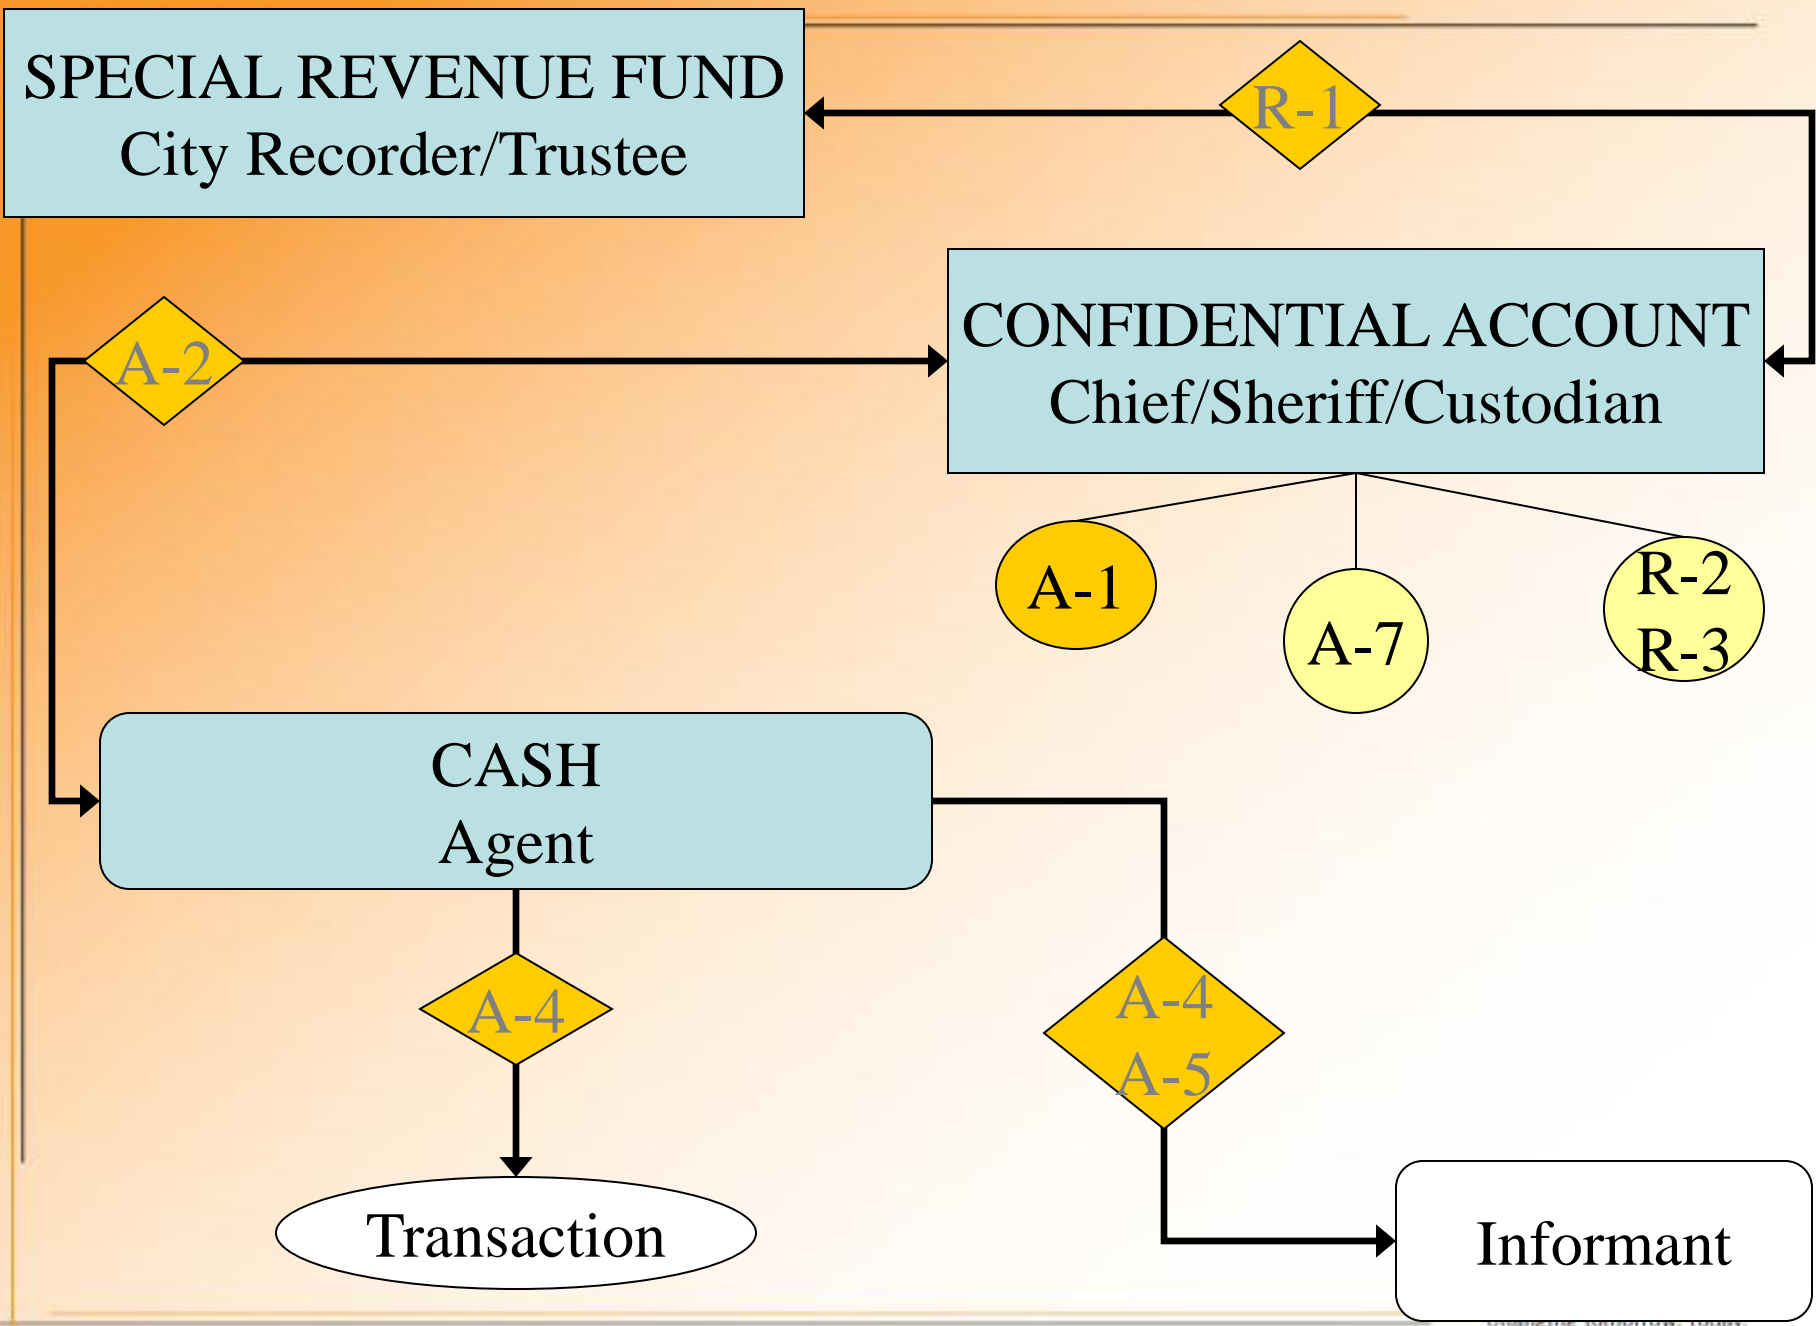 SPECIAL REVENUE FUND
City Recorder/Trustee
R-1
CONFIDENTIAL ACCOUNT
Chief/Sheriff/Custodian
A-2
A-1
A-7
R-2
R-3
CASH
Agent
A-4
A-4
A-5
Transaction
Informant